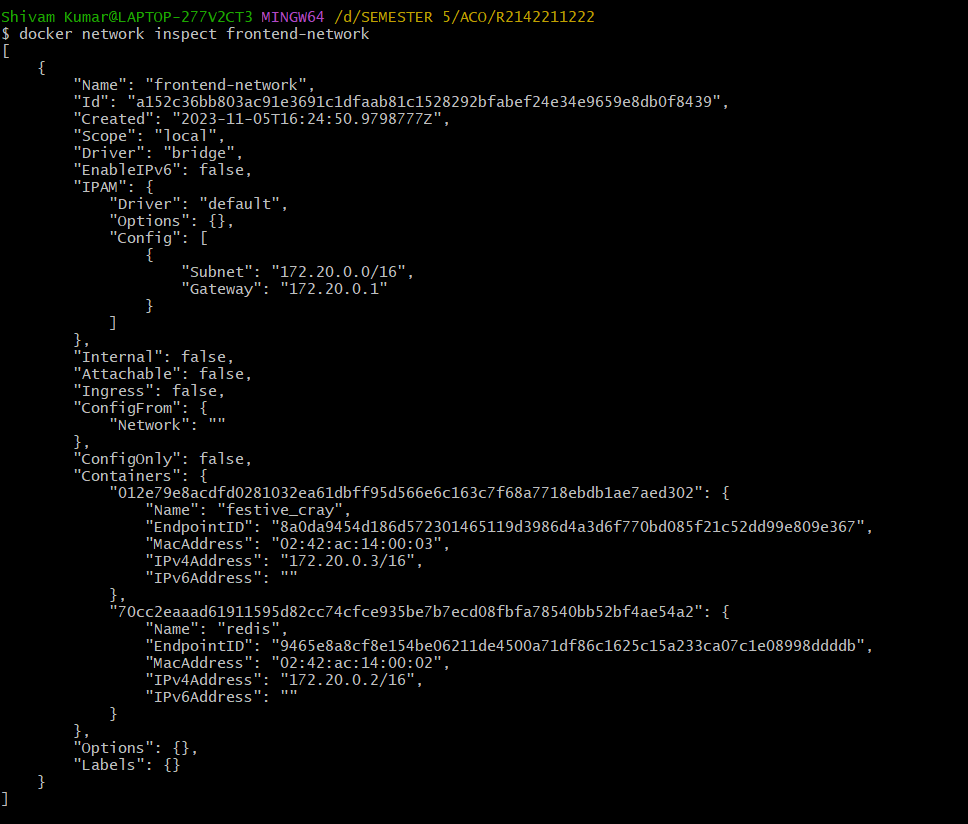 Shivam Kumar@LAPTOP-277V2CT3 MINGW64 /d/SEMESTER 5/ACO/R2142211222
$ docker network inspect frontend-network
[
    {
        "Name": "frontend-network",
        "Id": "a152c36bb803ac91e3691c1dfaab81c1528292bfabef24e34e9659e8db0f8439",
        "Created": "2023-11-05T16:24:50.9798777Z",
        "Scope": "local",
        "Driver": "bridge",
        "EnableIPv6": false,
        "IPAM": {
            "Driver": "default",
            "Options": {},
            "Config": [
                {
                    "Subnet": "172.20.0.0/16",
                    "Gateway": "172.20.0.1"
                }
            ]
        },
        "Internal": false,
        "Attachable": false,
        "Ingress": false,
        "ConfigFrom": {
            "Network": ""
        },
        "ConfigOnly": false,
        "Containers": {
            "012e79e8acdfd0281032ea61dbff95d566e6c163c7f68a7718ebdb1ae7aed302": {
                "Name": "festive_cray",
                "EndpointID": "8a0da9454d186d572301465119d3986d4a3d6f770bd085f21c52dd99e809e367",
                "MacAddress": "02:42:ac:14:00:03",
                "IPv4Address": "172.20.0.3/16",
                "IPv6Address": ""
            },
            "70cc2eaaad61911595d82cc74cfce935be7b7ecd08fbfa78540bb52bf4ae54a2": {
                "Name": "redis",
                "EndpointID": "9465e8a8cf8e154be06211de4500a71df86c1625c15a233ca07c1e08998ddddb",
                "MacAddress": "02:42:ac:14:00:02",
                "IPv4Address": "172.20.0.2/16",
                "IPv6Address": ""
            }
        },
        "Options": {},
        "Labels": {}
    }
]